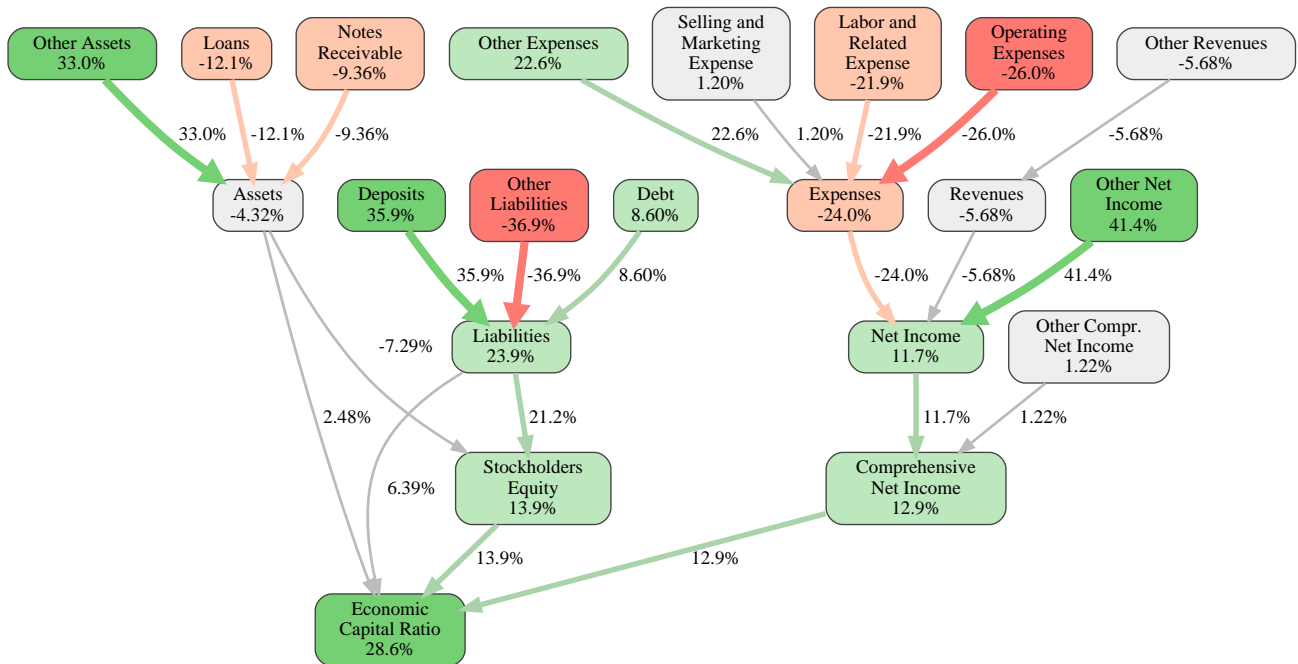 Other Assets
33.0%
Loans
-12.1%
Notes
Receivable
-9.36%
Other Expenses
22.6%
Selling and
Marketing
Expense
1.20%
Labor and
Related
Expense
-21.9%
Operating
Expenses
-26.0%
Other Revenues
-5.68%
33.0%
-12.1%
-9.36%
22.6%
1.20%
-21.9%
-26.0%
-5.68%
Assets
-4.32%
Deposits
35.9%
Other
Liabilities
-36.9%
Debt
8.60%
Expenses
-24.0%
Revenues
-5.68%
Other Net
Income
41.4%
35.9%
-36.9%
8.60%
-24.0%
-5.68%
41.4%
Liabilities
23.9%
Net Income
11.7%
Other Compr.
Net Income
1.22%
-7.29%
2.48%
21.2%
11.7%
1.22%
6.39%
Stockholders
Equity
13.9%
Comprehensive
Net Income
12.9%
13.9%
12.9%
Economic
Capital Ratio
28.6%